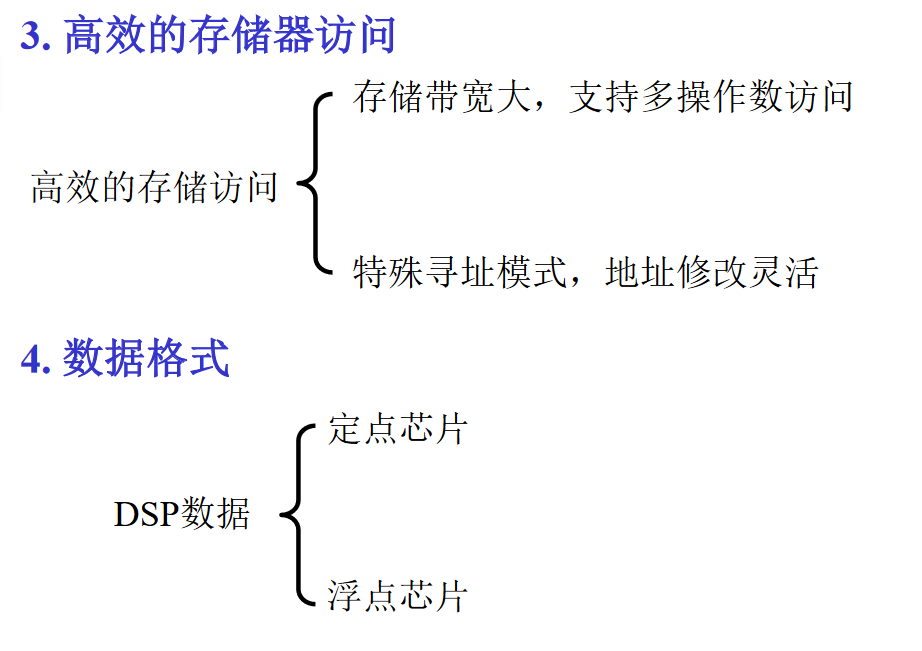 3. 高效的存储器访问
存储带宽大，支持多操作数访问
高效的存储访问
特殊寻址模式，地址修改灵活
4. 数据格式
定点芯片
DSP数据
浮点芯片